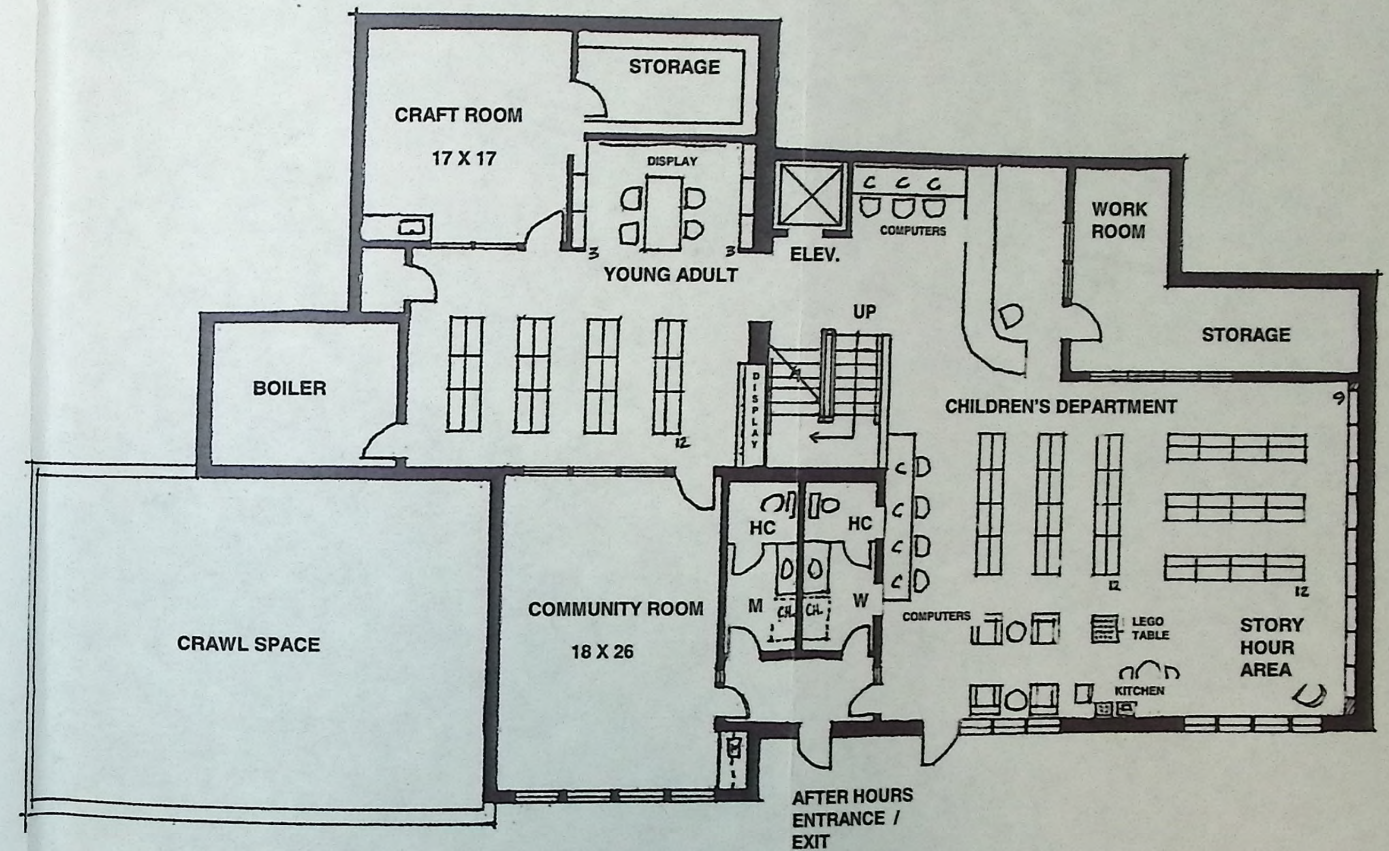 STORAGE
CRAFT ROOM
17 X 17
DISPLAY
3
3
YOUNG ADULT
C C C
COMPUTERS
ELEV.
WORK
ROOM
UP
STORAGE
BOILER
DISPLAY
12
CHILDREN'S DEPARTMENT
9
C
C
C
C
HC
HC
M
W
CH.
CH.
12
12
COMPUTERS
LEGO
TABLE
STORY
HOUR
AREA
KITCHEN
COMMUNITY ROOM
18 X 26
CRAWL SPACE
AFTER HOURS
ENTRANCE /
EXIT